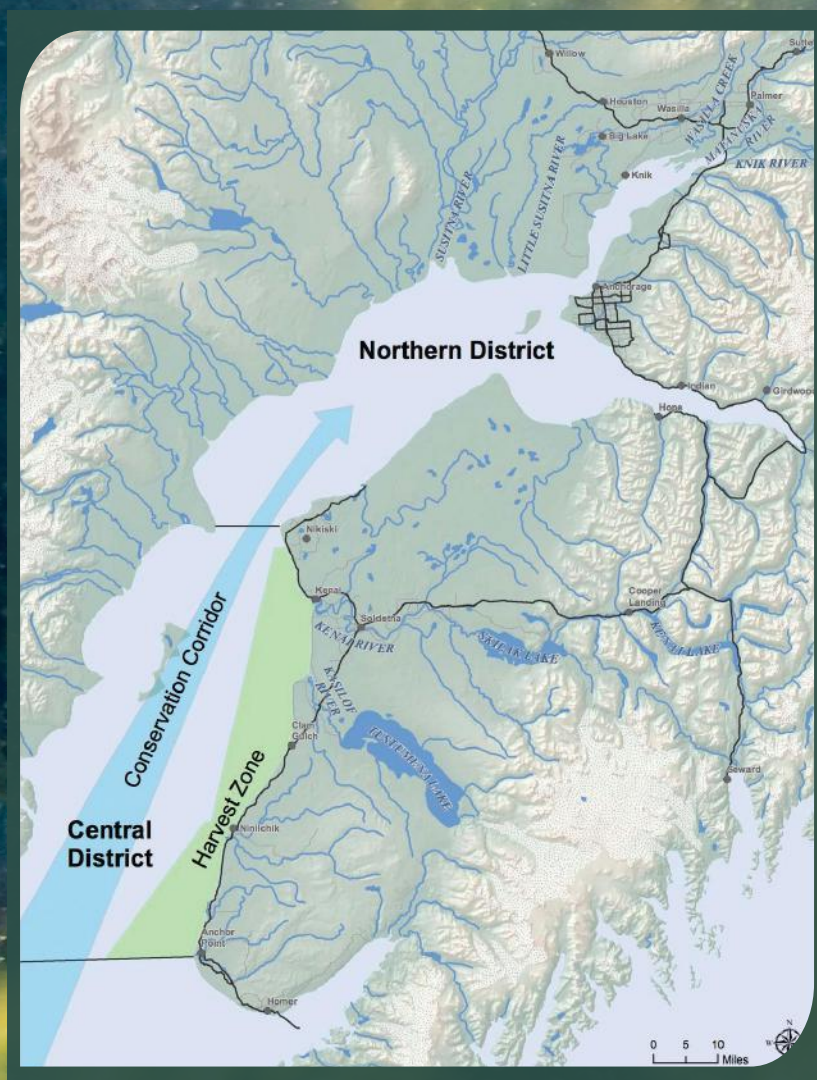 Willow
Sutte
Houston
Wasilla
Palmer
Big Lake
WASILLA CREEK
MATANUSKA
RIVER
KNIK RIVER
Knik
SUSITNA RIVER
LITTLE SUSITNA RIVER
Anchorage
Northern District
Indian
Girdwood
Hope
Nikiski
Kenai
Soldotna
Cooper
Landing
KENAI RIVER
SKILAK LAKE
KENAI LAKE
KASILOF
RIVER
Conservation Corridor
Clam
Gulch
TUSTUMENA LAKE
Seward
Harvest Zone
Central
District
Ninilchik
Anchor
Point
Homer
N
W
0 5 10
Miles